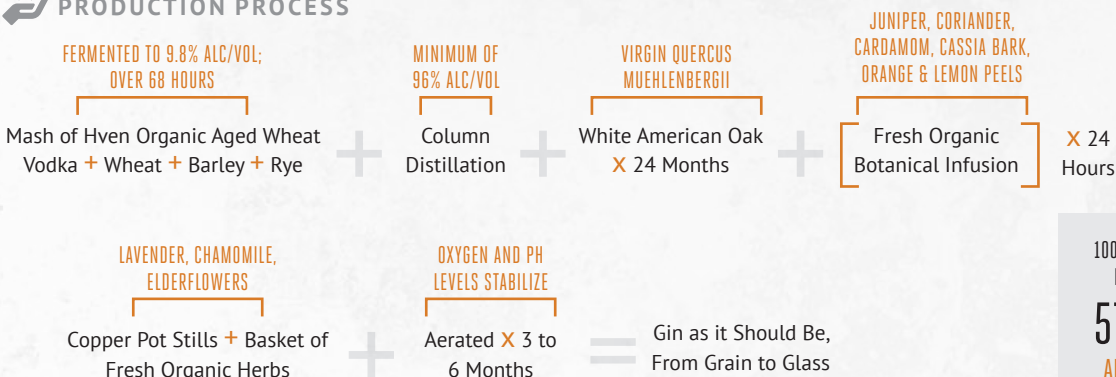 PRODUCTION PROCESS
FERMENTED TO 9.8% ALC/VOL;
OVER 68 HOURS
Mash of Hven Organic Aged Wheat
Vodka + Wheat + Barley + Rye
+
MINIMUM OF
96% ALC/VOL
Column
Distillation
+
VIRGIN QUERCUS
MUEHLENBERGII
White American Oak
X 24 Months
+
JUNIPER, CORIANDER,
CARDAMOM, CASSIA BARK,
ORANGE & LEMON PEELS
Fresh Organic
Botanical Infusion
X 24
Hours
LAVENDER, CHAMOMILE,
ELDERFLOWERS
Copper Pot Stills + Basket of
Fresh Organic Herbs
+
OXYGEN AND PH
LEVELS STABILIZE
Aerated X 3 to
6 Months
=
Gin as it Should Be,
From Grain to Glass
100